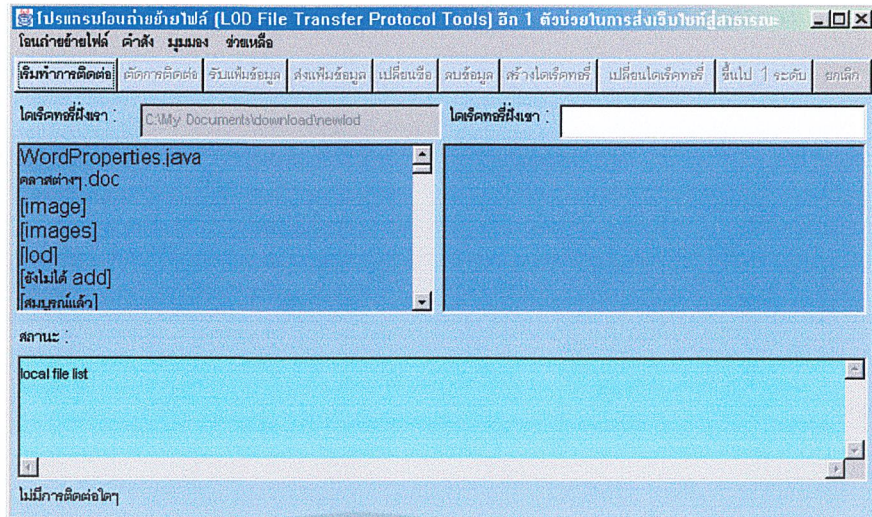 โปรแกรมโอนถ่ายย้ายไฟล์ (LOD File Transfer Protocol Tools) อีก 1 ตัวช่วยในการส่งเว็บไซท์สู่สาธารณะ
โอนถ่ายย้ายไฟล์ คำสั่ง มุมมอง ช่วยเหลือ
เริ่มทำการติดต่อ ตัดการติดต่อ รับแฟ้มข้อมูล ส่งแฟ้มข้อมูล เปลี่ยนชื่อ ลบข้อมูล สร้างไดเร็คทอรี่ เปลี่ยนไดเร็คทอรี่ ขึ้นไป 1 ระดับ ยกเลิก
ไดเร็คทอรี่ฝั่งเรา : C:\My Documents\download\newlod ไดเร็คทอรี่ฝั่งเขา :
WordProperties.java
คลาสต่างๆ.doc
[image]
[images]
[lod]
[ยังไม่ได้ add]
[สมบูรณ์แล้ว]
สถานะ :
local file list
ไม่มีการติดต่อใดๆ